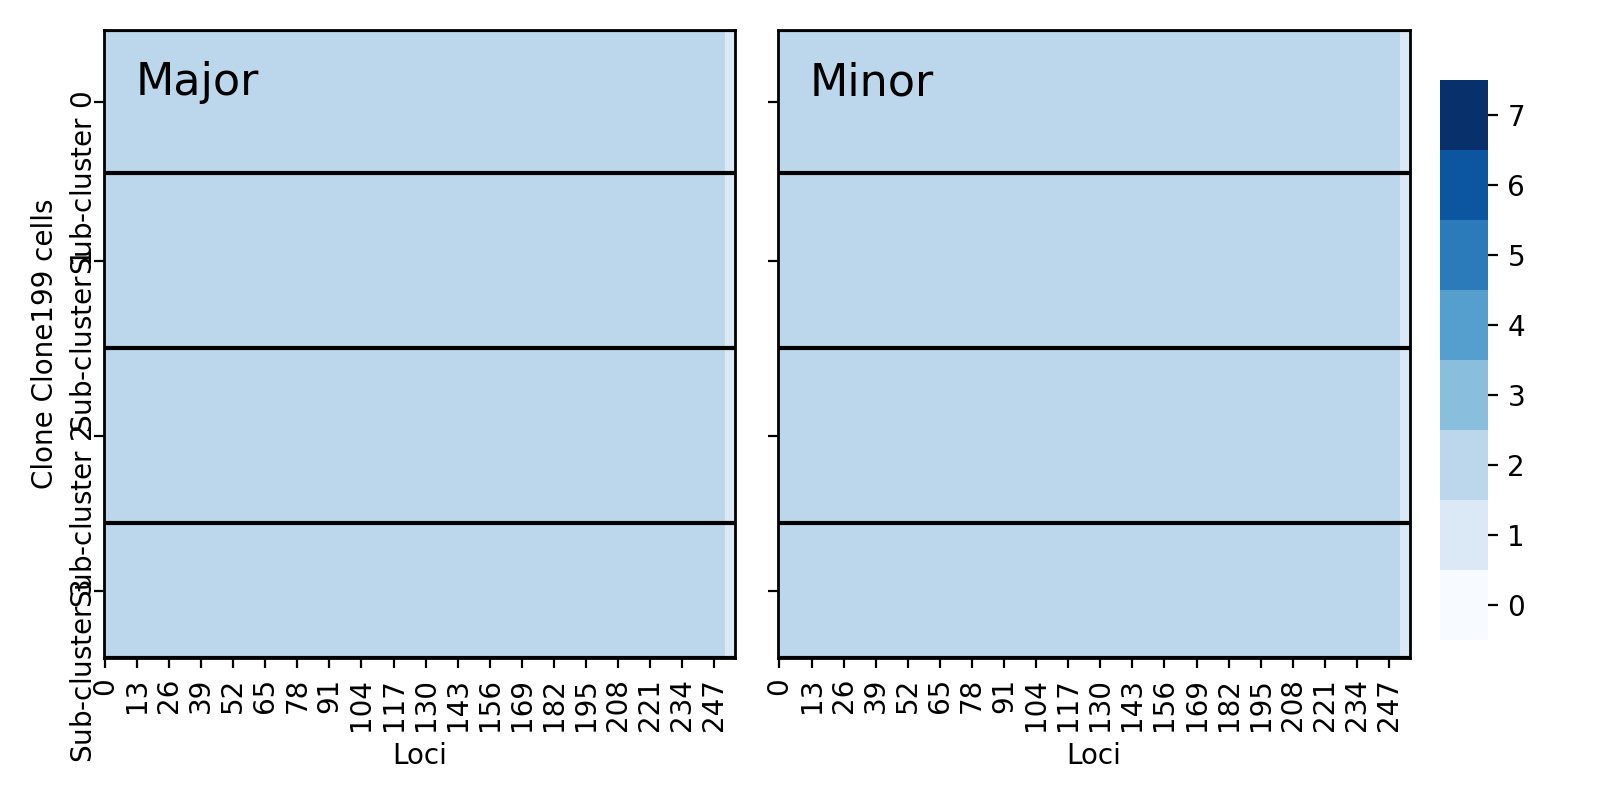 Major
Minor
Clone Clone199 cells
Sub-cluster 0
Sub-cluster 1
Sub-cluster 2
Sub-cluster 3
0 13 26 39 52 65 78 91 104 117 130 143 156 169 182 195 208 221 234 247
0 13 26 39 52 65 78 91 104 117 130 143 156 169 182 195 208 221 234 247
Loci
Loci
7
6
5
4
3
2
1
0